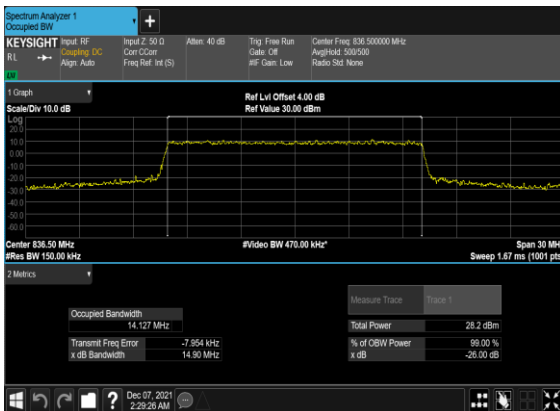 Spectrum Analyzer 1
Occupied BW
KEYSIGHT
Input: RF
Coupling: DC
Align: Auto
Input Z: 50 Ω
Corr CCorr
Freq Ref: Int (S)
Atten: 40 dB
Trig: Free Run
Gate: Off
#IF Gain: Low
Center Freq: 836.500000 MHz
Avg|Hold: 500/500
Radio Std: None
RL
LV
1 Graph
Scale/Div 10.0 dB
Ref Lvl Offset 4.00 dB
Ref Value 30.00 dBm
Log
20.0
10.0
0.00
-10.0
-20.0
-30.0
-40.0
-50.0
-60.0
Center 836.50 MHz
#Video BW 470.00 kHz*
Span 30 MH
#Res BW 150.00 kHz
Sweep 1.67 ms (1001 pts
2 Metrics
Measure Trace
Trace 1
Occupied Bandwidth
14.127 MHz
Total Power
28.2 dBm
Transmit Freq Error
-7.954 kHz
% of OBW Power
99.00 %
x dB Bandwidth
14.90 MHz
x dB
-26.00 dB
Dec 07, 2021
2:29:26 AM